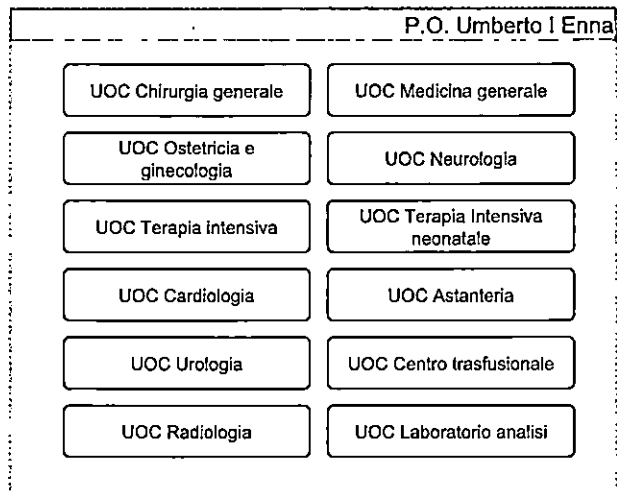 P.O. Umberto I Enna
UOC Chirurgia generale
UOC Medicina generale
UOC Ostetricia e
ginecologia
UOC Neurologia
UOC Terapia intensiva
UOC Terapia Intensiva
neonatale
UOC Cardiologia
UOC Astanteria
UOC Urologia
UOC Centro trasfusionale
UOC Radiologia
UOC Laboratorio analisi